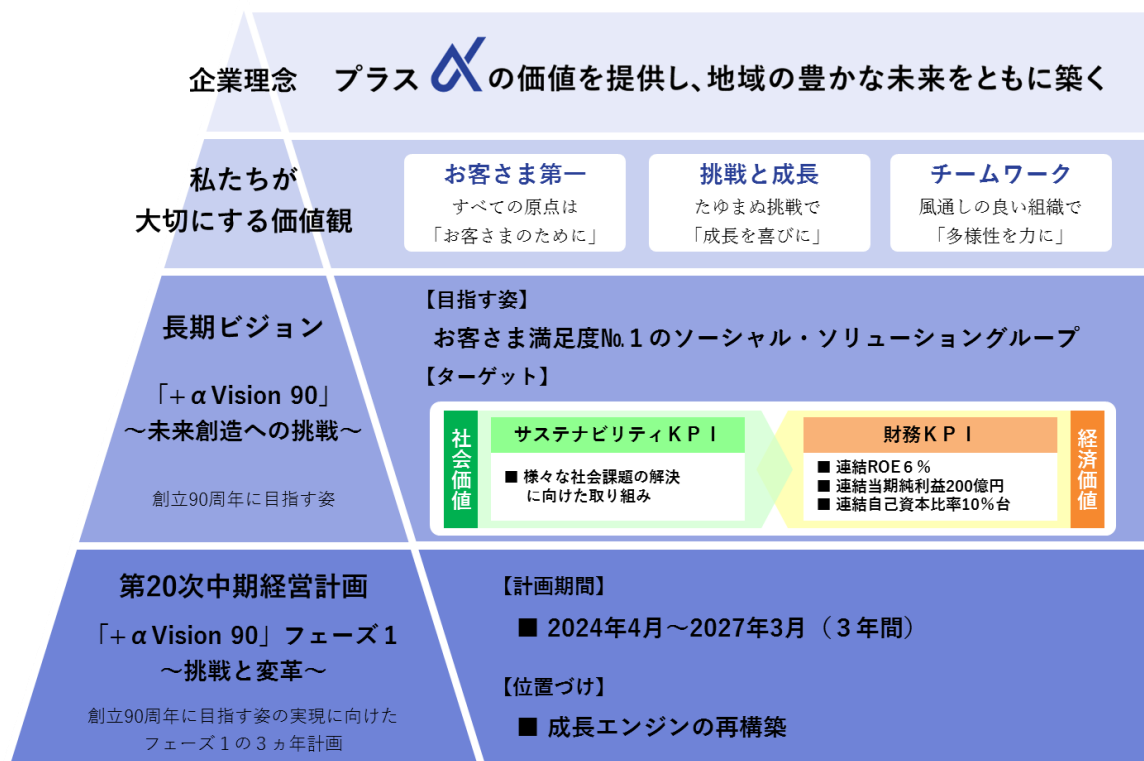 企業理念
プラスαの価値を提供し、地域の豊かな未来をともに築く
私たちが
大切にする価値観
お客さま第一
すべての原点は
「お客さまのために」
挑戦と成長
たゆまぬ挑戦で
「成長を喜びに」
チームワーク
風通しの良い組織で
「多様性を力に」
長期ビジョン
「+αVision 90」
～未来創造への挑戦～
創立90周年に目指す姿
【目指す姿】
お客さま満足度№１のソーシャル・ソリューショングループ
【ターゲット】
社会価値
サステナビリティＫＰＩ
■ 様々な社会課題の解決
に向けた取り組み
財務ＫＰＩ
■ 連結ROE６％
■ 連結当期純利益200億円
■ 連結自己資本比率10％台
経済価値
第20次中期経営計画
「+αVision 90」フェーズ１
～挑戦と変革～
創立90周年に目指す姿の実現に向けた
フェーズ１の３ヵ年計画
【計画期間】
■ 2024年4月～2027年3月（３年間）
【位置づけ】
■ 成長エンジンの再構築